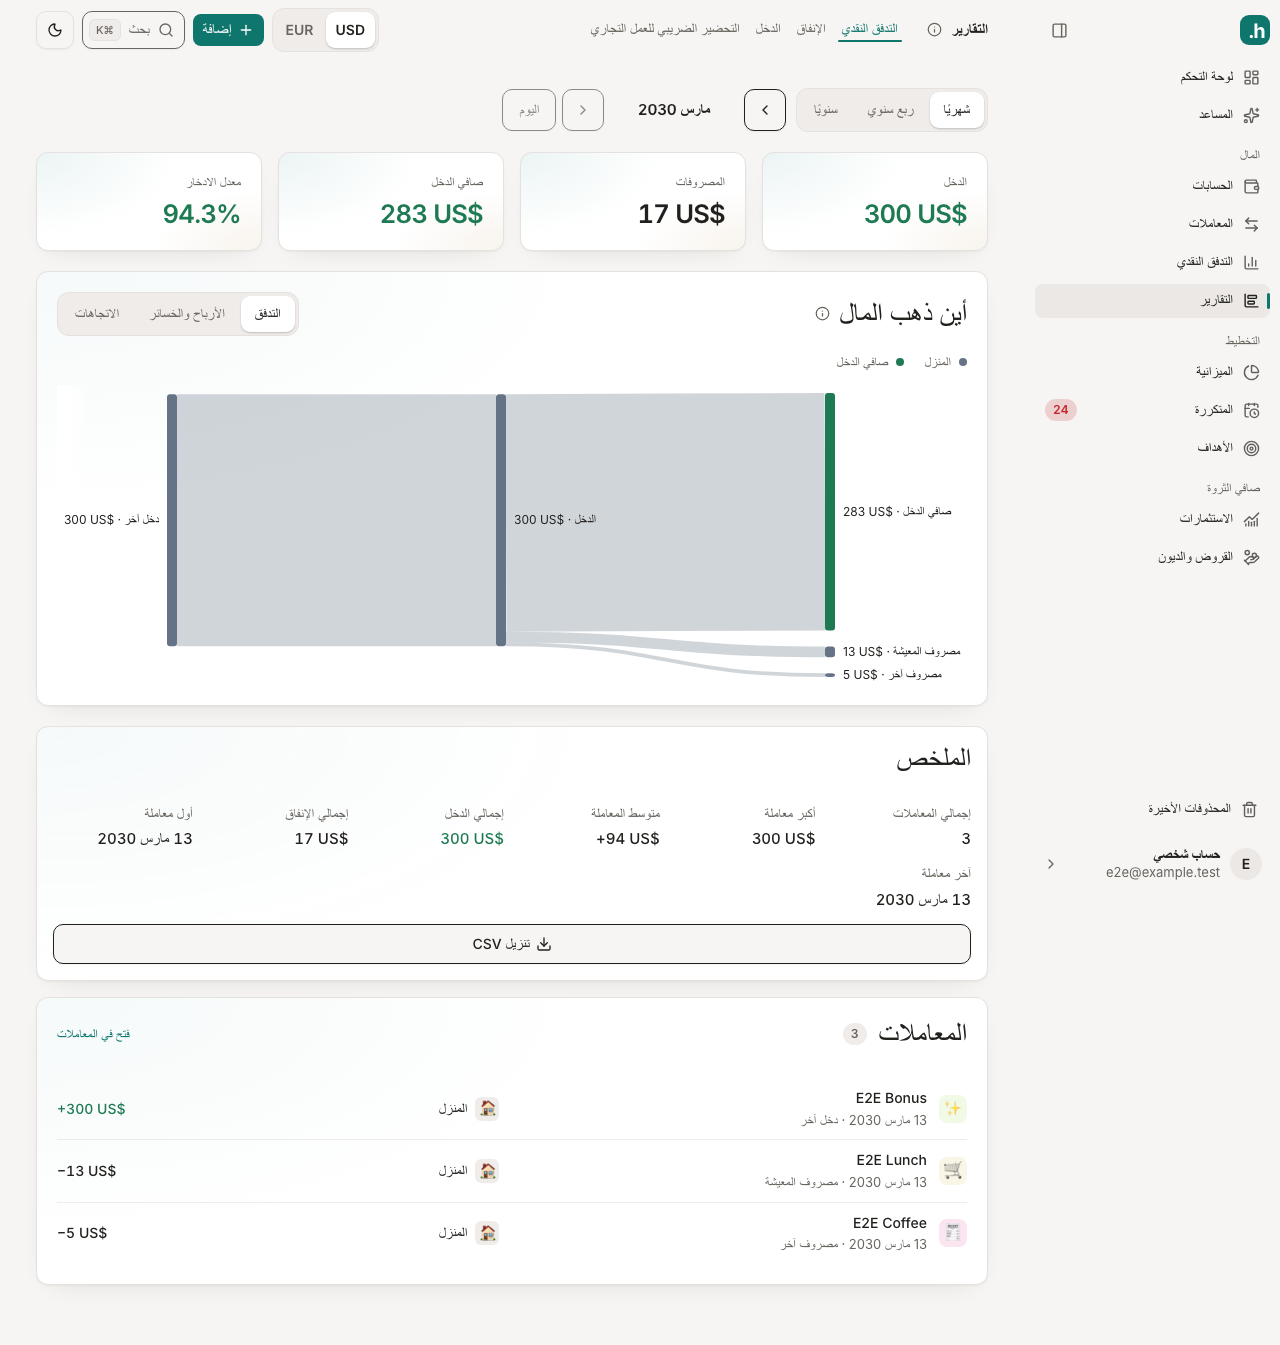 .h
لوحة التحكم
المساعد
المال
الحسابات
المعاملات
التدفق النقدي
التقارير
التخطيط
الميزانية
المتكررة 24
الأهداف
صافي الثروة
الاستثمارات
القروض والديون
المحذوفات الأخيرة
E
حساب شخصي
e2e@example.test
التقارير
التدفق النقدي
الإنفاق
الدخل
التحضير الضريبي للعمل التجاري
USD EUR
إضافة
بحث ⌘K
شهريًا ربع سنوي سنويًا
مارس 2030
اليوم
الدخل
300 US$
المصروفات
17 US$
صافي الدخل
283 US$
معدل الادخار
94.3%
أين ذهب المال
التدفق الأرباح والخسائر الاتجاهات
المنزل صافي الدخل
دخل آخر · 300 US$
الدخل · 300 US$
صافي الدخل · 283 US$
مصروف المعيشة · 13 US$
مصروف آخر · 5 US$
الملخص
إجمالي المعاملات
3
أكبر معاملة
300 US$
متوسط المعاملة
+94 US$
إجمالي الدخل
300 US$
إجمالي الإنفاق
17 US$
أول معاملة
13 مارس 2030
آخر معاملة
13 مارس 2030
تنزيل CSV
المعاملات 3
فتح في المعاملات
E2E Bonus
13 مارس 2030 · دخل آخر
المنزل
+300 US$
E2E Lunch
13 مارس 2030 · مصروف المعيشة
المنزل
−13 US$
E2E Coffee
13 مارس 2030 · مصروف آخر
المنزل
−5 US$